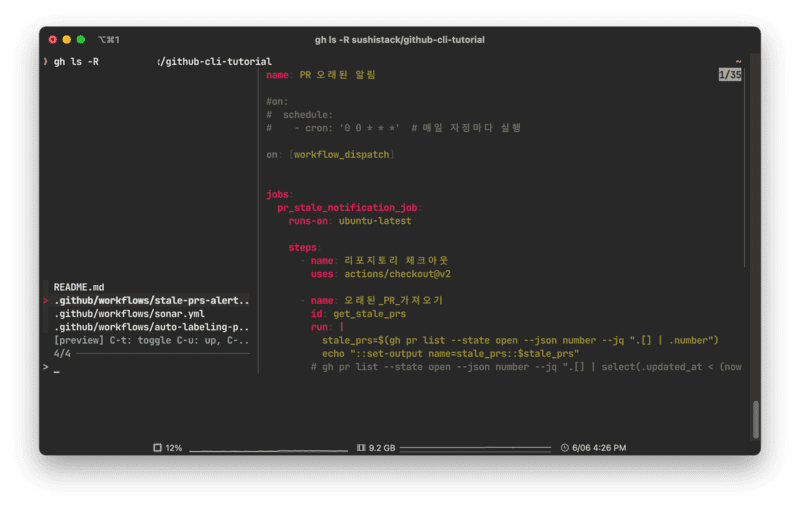 ⌥⌘1
gh ls -R sushistack/github-cli-tutorial
❯ gh ls -R :/github-cli-tutorial
~
1/35
name: PR 오래된 알림
#on:
#  schedule:
#    - cron: '0 0 * * *'  # 매일 자정마다 실행
on: [workflow_dispatch]
jobs:
  pr_stale_notification_job:
    runs-on: ubuntu-latest
    steps:
      - name: 리포지토리 체크아웃
        uses: actions/checkout@v2
      - name: 오래된_PR_가져오기
        id: get_stale_prs
        run: |
          stale_prs=$(gh pr list --state open --json number --jq ".[] | .number")
          echo "::set-output name=stale_prs::$stale_prs"
        # gh pr list --state open --json number --jq ".[] | select(.updated_at < (now
README.md
> .github/workflows/stale-prs-alert..
.github/workflows/sonar.yml
.github/workflows/auto-labeling-p..
[preview] C-t: toggle C-u: up, C-..
4/4
> _
12%
9.2 GB
6/06 4:26 PM